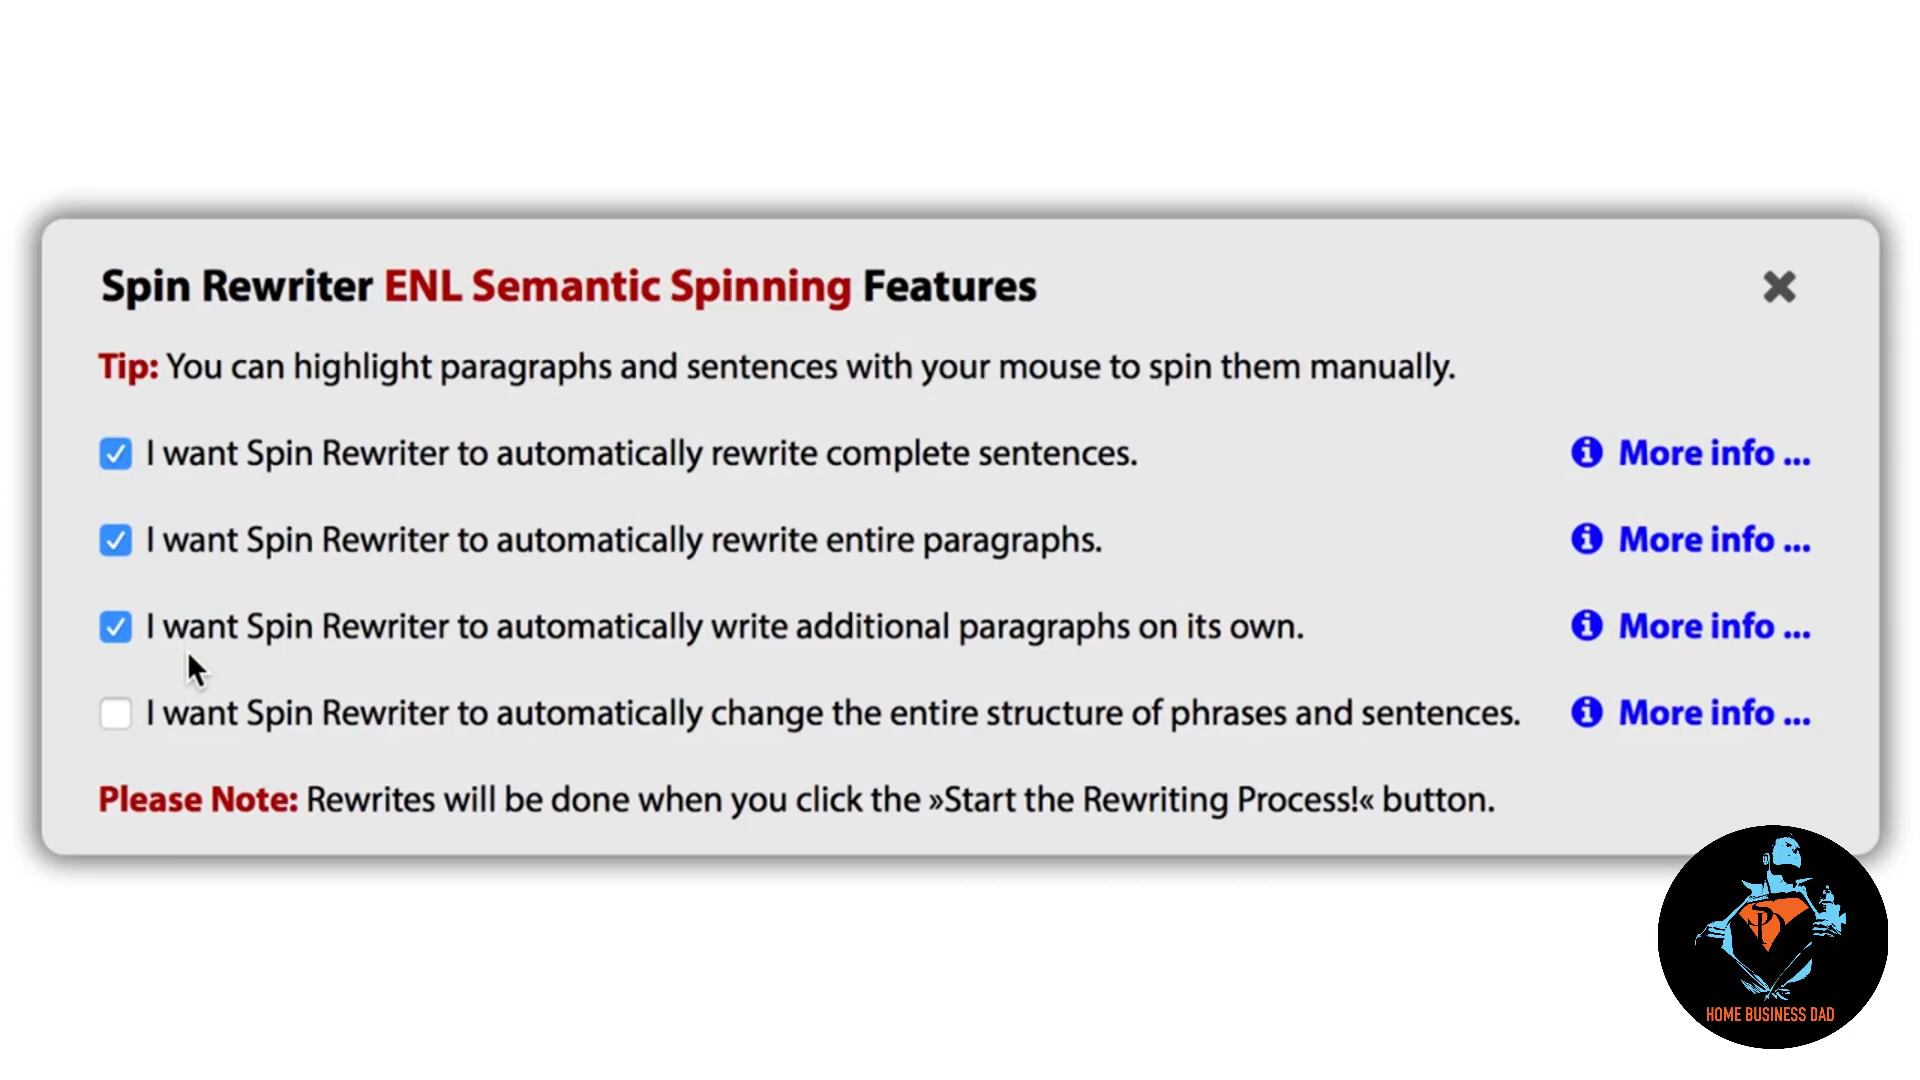 Spin Rewriter ENL Semantic Spinning Features
Tip: You can highlight paragraphs and sentences with your mouse to spin them manually.
I want Spin Rewriter to automatically rewrite complete sentences. More info ...
I want Spin Rewriter to automatically rewrite entire paragraphs. More info ...
I want Spin Rewriter to automatically write additional paragraphs on its own. More info ...
I want Spin Rewriter to automatically change the entire structure of phrases and sentences. More info ...
Please Note: Rewrites will be done when you click the »Start the Rewriting Process!« button.
HOME BUSINESS DAD